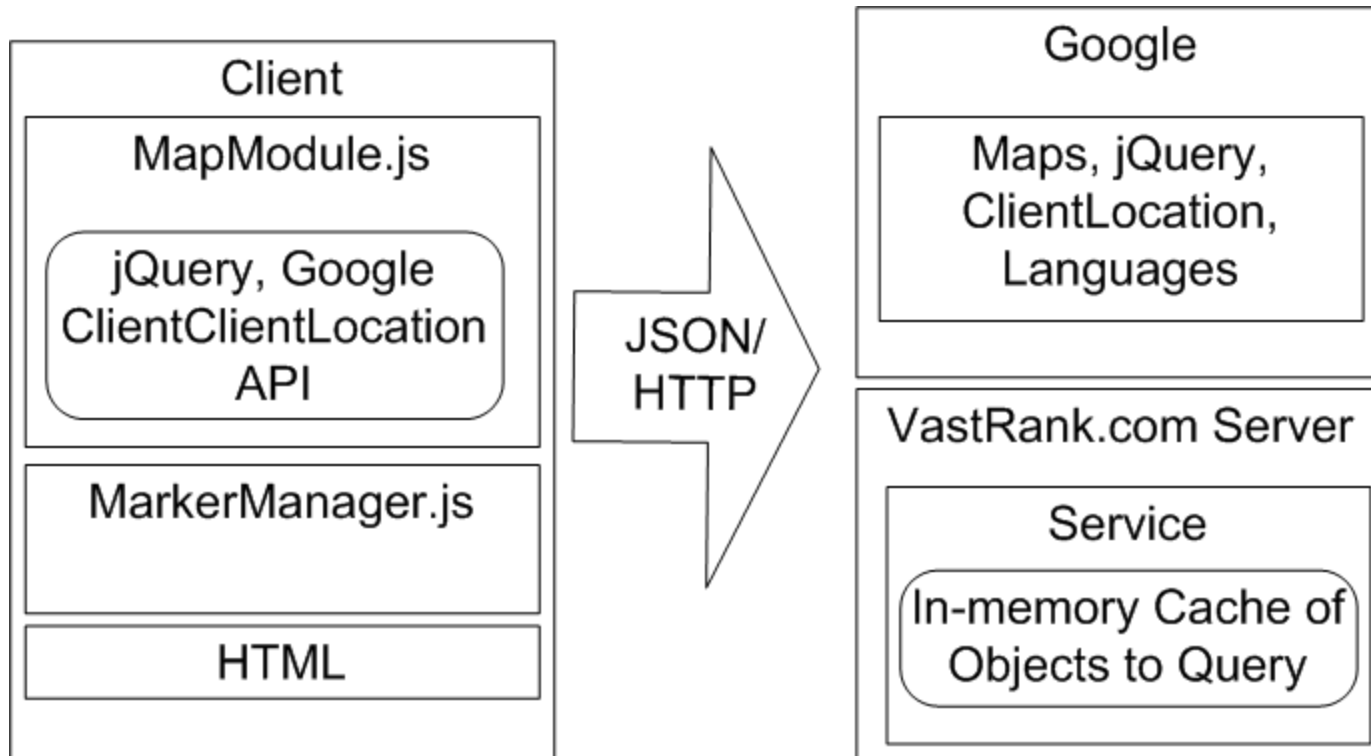 Client
MapModule.js
jQuery, Google
ClientClientLocation
API
MarkerManager.js
HTML
JSON/
HTTP
Google
Maps, jQuery,
ClientLocation,
Languages
VastRank.com Server
Service
In-memory Cache of
Objects to Query